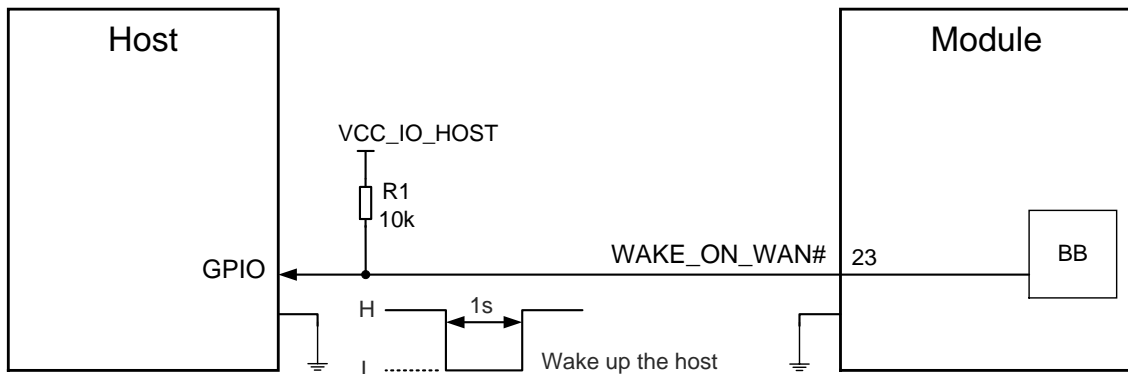 Host
Module
VCC_IO_HOST
R1
10k
GPIO
WAKE_ON_WAN#
23
BB
H
1s
L
Wake up the host